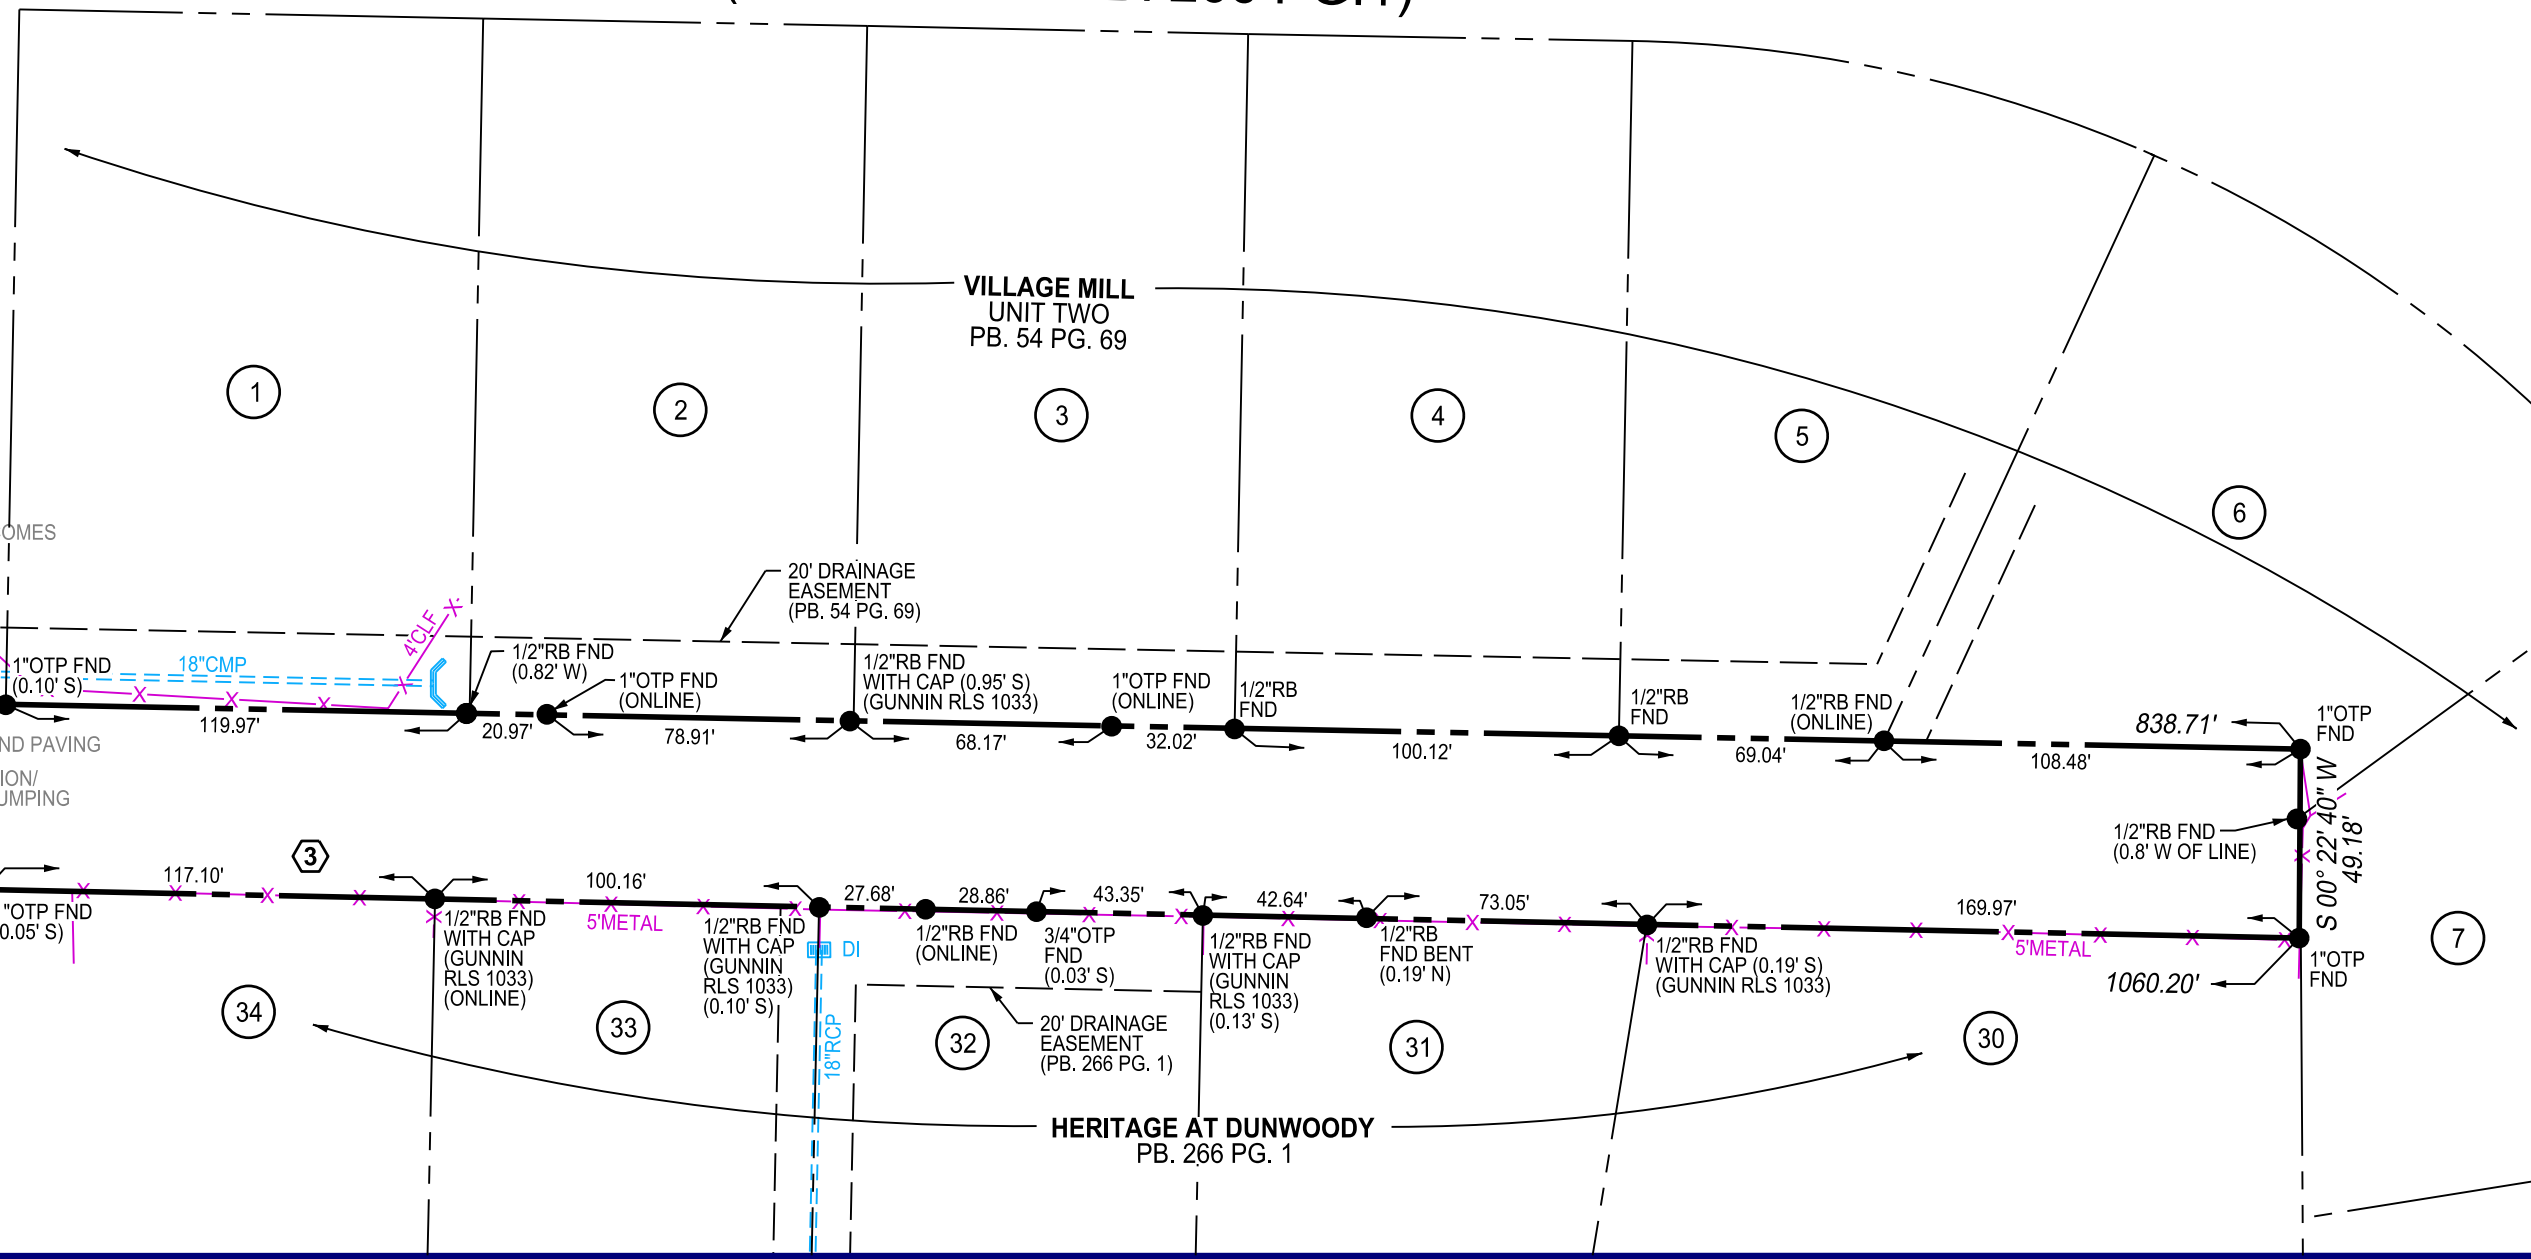 VILLAGE MILL
UNIT TWO
PB. 54 PG. 69
1
2
3
4
5
6
20' DRAINAGE
EASEMENT
(PB. 54 PG. 69)
4'CLF
18"CMP
1"OTP FND
(0.10' S)
1/2"RB FND
(0.82' W)
1"OTP FND
(ONLINE)
1/2"RB FND
WITH CAP (0.95' S)
(GUNNIN RLS 1033)
1"OTP FND
(ONLINE)
1/2"RB
FND
1/2"RB
FND
1/2"RB FND
(ONLINE)
838.71'
1"OTP
FND
119.97'
20.97'
78.91'
68.17'
32.02'
100.12'
69.04'
108.48'
OMES
ND PAVING
ION/
UMPING
S 00° 22' 40" W
49.18'
1/2"RB FND
(0.8' W OF LINE)
3
117.10'
100.16'
27.68'
28.86'
43.35'
42.64'
73.05'
169.97'
"OTP FND
0.05' S)
1/2"RB FND
WITH CAP
(GUNNIN
RLS 1033)
(ONLINE)
5'METAL
1/2"RB FND
WITH CAP
(GUNNIN
RLS 1033)
(0.10' S)
DI
1/2"RB FND
(ONLINE)
3/4"OTP
FND
(0.03' S)
1/2"RB FND
WITH CAP
(GUNNIN
RLS 1033)
(0.13' S)
1/2"RB
FND BENT
(0.19' N)
1/2"RB FND
WITH CAP (0.19' S)
(GUNNIN RLS 1033)
5'METAL
1060.20'
1"OTP
FND
7
34
33
18"RCP
32
20' DRAINAGE
EASEMENT
(PB. 266 PG. 1)
31
30
HERITAGE AT DUNWOODY
PB. 266 PG. 1